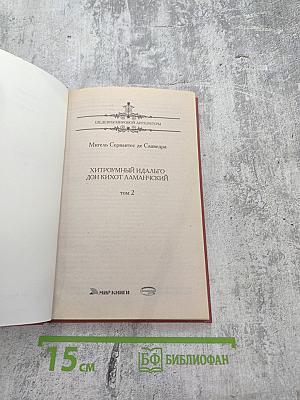 ШЕДЕВРЫ МИРОВОЙ ЛИТЕРАТУРЫ
Мигель Сервантес де Сааведра
ХИТРОУМНЫЙ ИДАЛЬГО
ДОН КИХОТ ЛАМАНЧСКИЙ
том 2
МИР КНИГИ
15 см
БФ БИБЛИОФАН